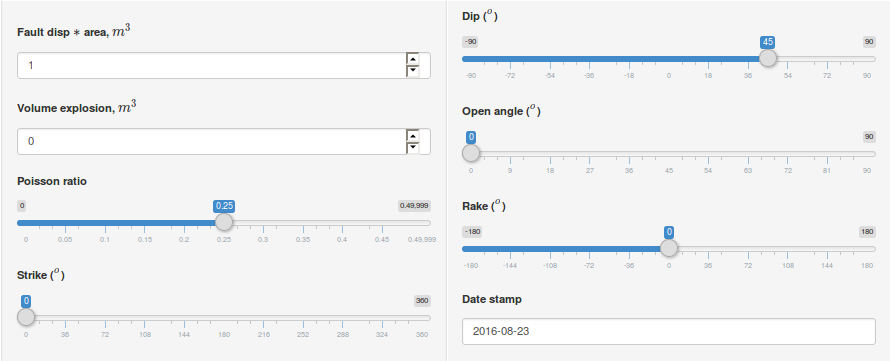 Fault disp * area, m³
1
Volume explosion, m³
0
Poisson ratio
0 0.25 0.49,999
0 0.05 0.1 0.15 0.2 0.25 0.3 0.35 0.4 0.45 0.49,999
Strike (°)
0 360
0 36 72 108 144 180 216 252 288 324 360
Dip (°)
-90 45 90
-90 -72 -54 -36 -18 0 18 36 54 72 90
Open angle (°)
0 90
0 9 18 27 36 45 54 63 72 81 90
Rake (°)
-180 0 180
-180 -144 -108 -72 -36 0 36 72 108 144 180
Date stamp
2016-08-23